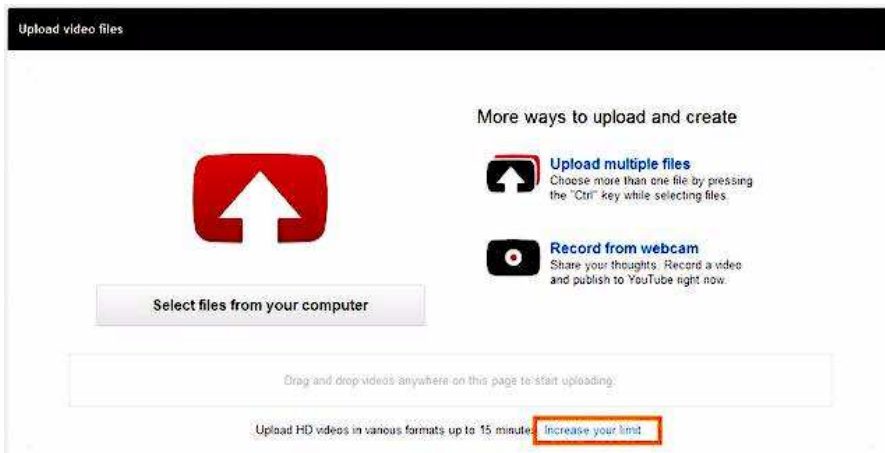 Upload video files
More ways to upload and create
Upload multiple files
Choose more than one file by pressing
the "Ctrl" key while selecting files.
Record from webcam
Share your thoughts. Record a video
and publish to YouTube right now.
Select files from your computer
Drag and drop videos anywhere on this page to start uploading.
Upload HD videos in various formats up to 15 minute. Increase your limit